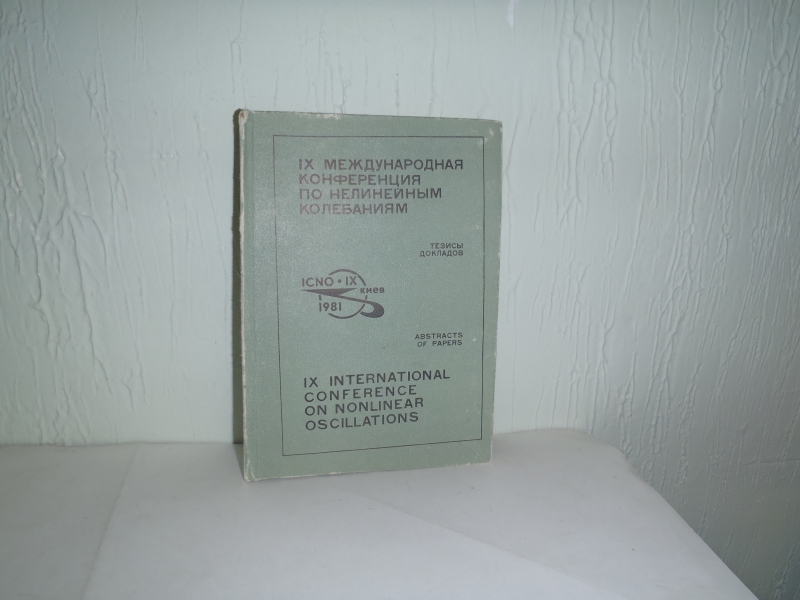 IX МЕЖДУНАРОДНАЯ
КОНФЕРЕНЦИЯ
ПО НЕЛИНЕЙНЫМ
КОЛЕБАНИЯМ
ТЕЗИСЫ
ДОКЛАДОВ
ICNO • IX
КИЕВ
1981
ABSTRACTS
OF PAPERS
IX INTERNATIONAL
CONFERENCE
ON NONLINEAR
OSCILLATIONS